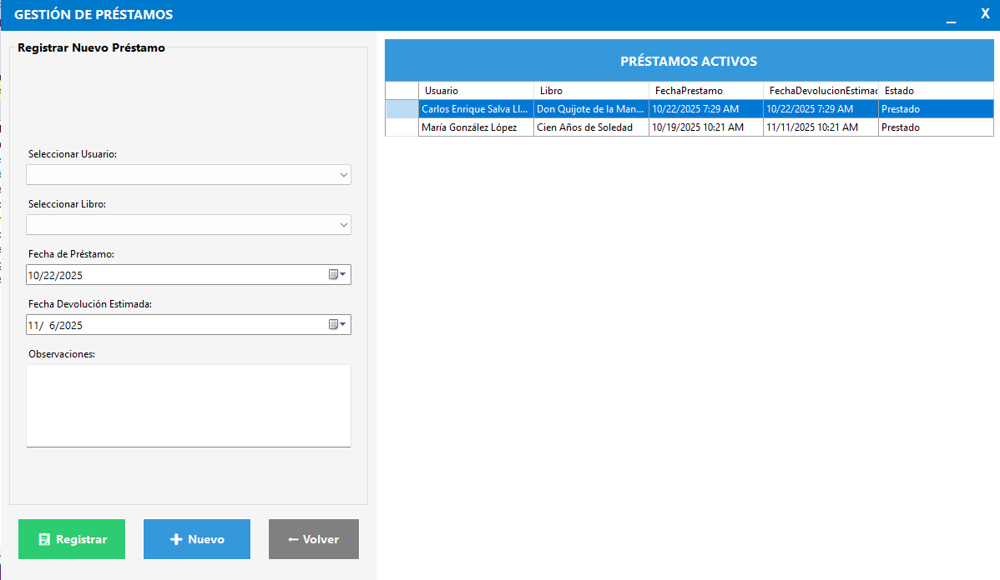 GESTIÓN DE PRÉSTAMOS
_ X
Registrar Nuevo Préstamo
Seleccionar Usuario:
Seleccionar Libro:
Fecha de Préstamo:
10/22/2025
Fecha Devolución Estimada:
11/ 6/2025
Observaciones:
Registrar
Nuevo
Volver
PRÉSTAMOS ACTIVOS
Usuario Libro FechaPrestamo FechaDevolucionEstimad Estado
Carlos Enrique Salva Ll... Don Quijote de la Man... 10/22/2025 7:29 AM 10/22/2025 7:29 AM Prestado
María González López Cien Años de Soledad 10/19/2025 10:21 AM 11/11/2025 10:21 AM Prestado